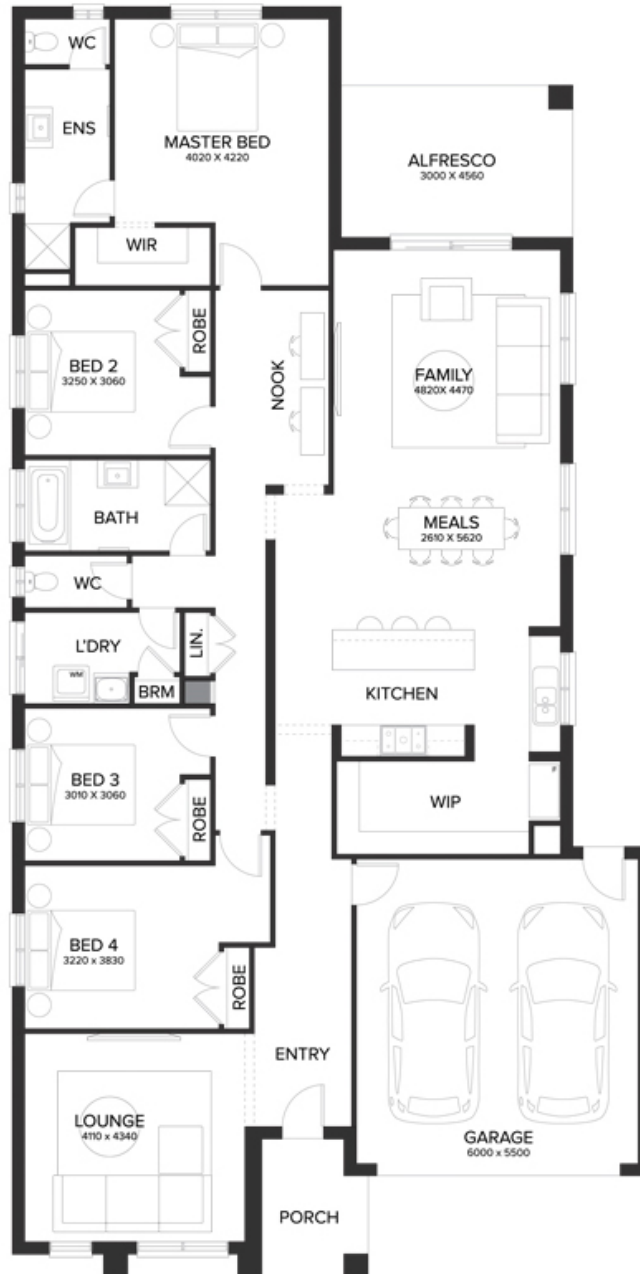 WC
ENS
MASTER BED
4020 X 4220
ALFRESCO
3000 X 4560
WIR
BED 2
3250 X 3060
ROBE
NOOK
FAMILY
4820X 4470
BATH
MEALS
2610 X 5620
WC
L'DRY
WM
LIN.
BRM
KITCHEN
BED 3
3010 X 3060
ROBE
WIP
BED 4
3220 x 3830
ROBE
ENTRY
LOUNGE
4110 x 4340
GARAGE
6000 x 5500
PORCH